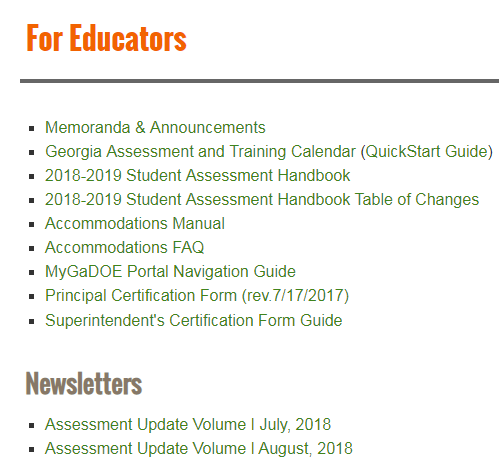 For Educators
Memoranda & Announcements
Georgia Assessment and Training Calendar (QuickStart Guide)
2018-2019 Student Assessment Handbook
2018-2019 Student Assessment Handbook Table of Changes
Accommodations Manual
Accommodations FAQ
MyGaDOE Portal Navigation Guide
Principal Certification Form (rev.7/17/2017)
Superintendent's Certification Form Guide
Newsletters
Assessment Update Volume I July, 2018
Assessment Update Volume I August, 2018